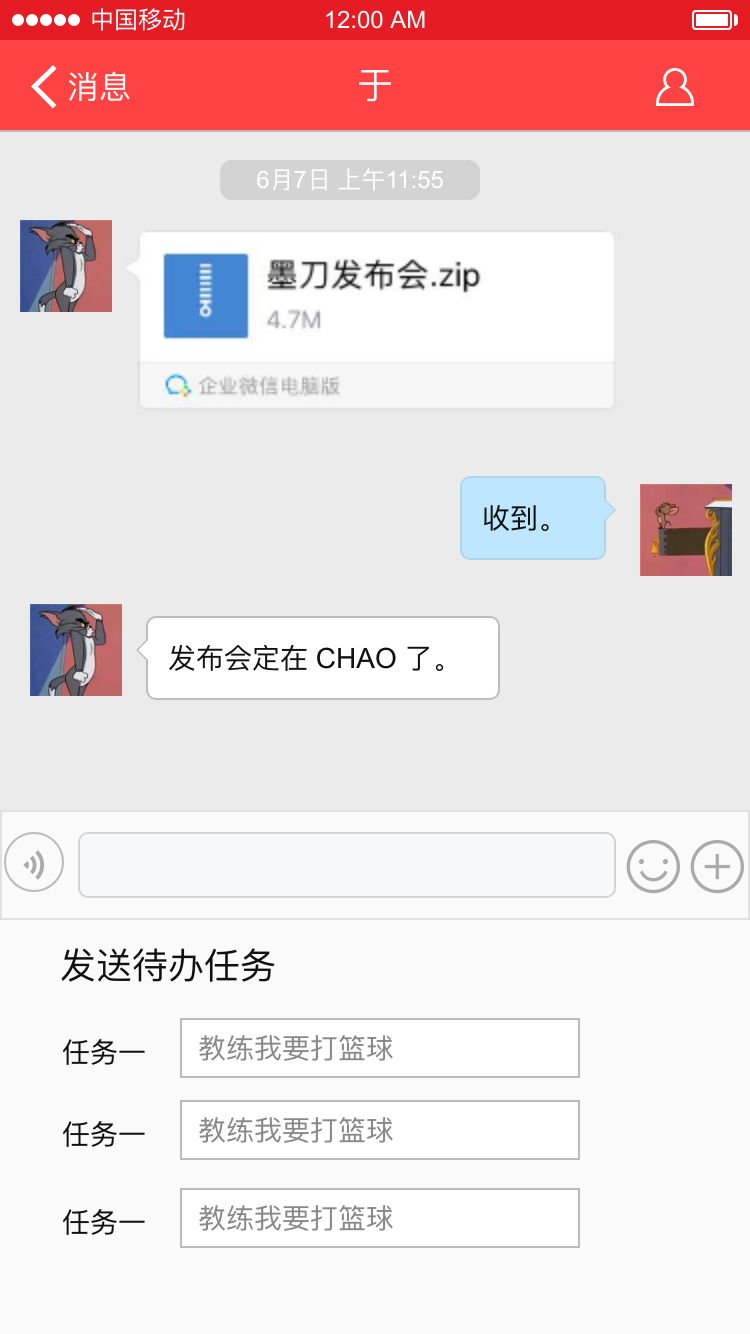 中国移动 12:00 AM
消息 于
6月7日 上午11:55
墨刀发布会.zip
4.7M
企业微信电脑版
收到。
发布会定在 CHAO 了。
发送待办任务
任务一 教练我要打篮球
任务一 教练我要打篮球
任务一 教练我要打篮球